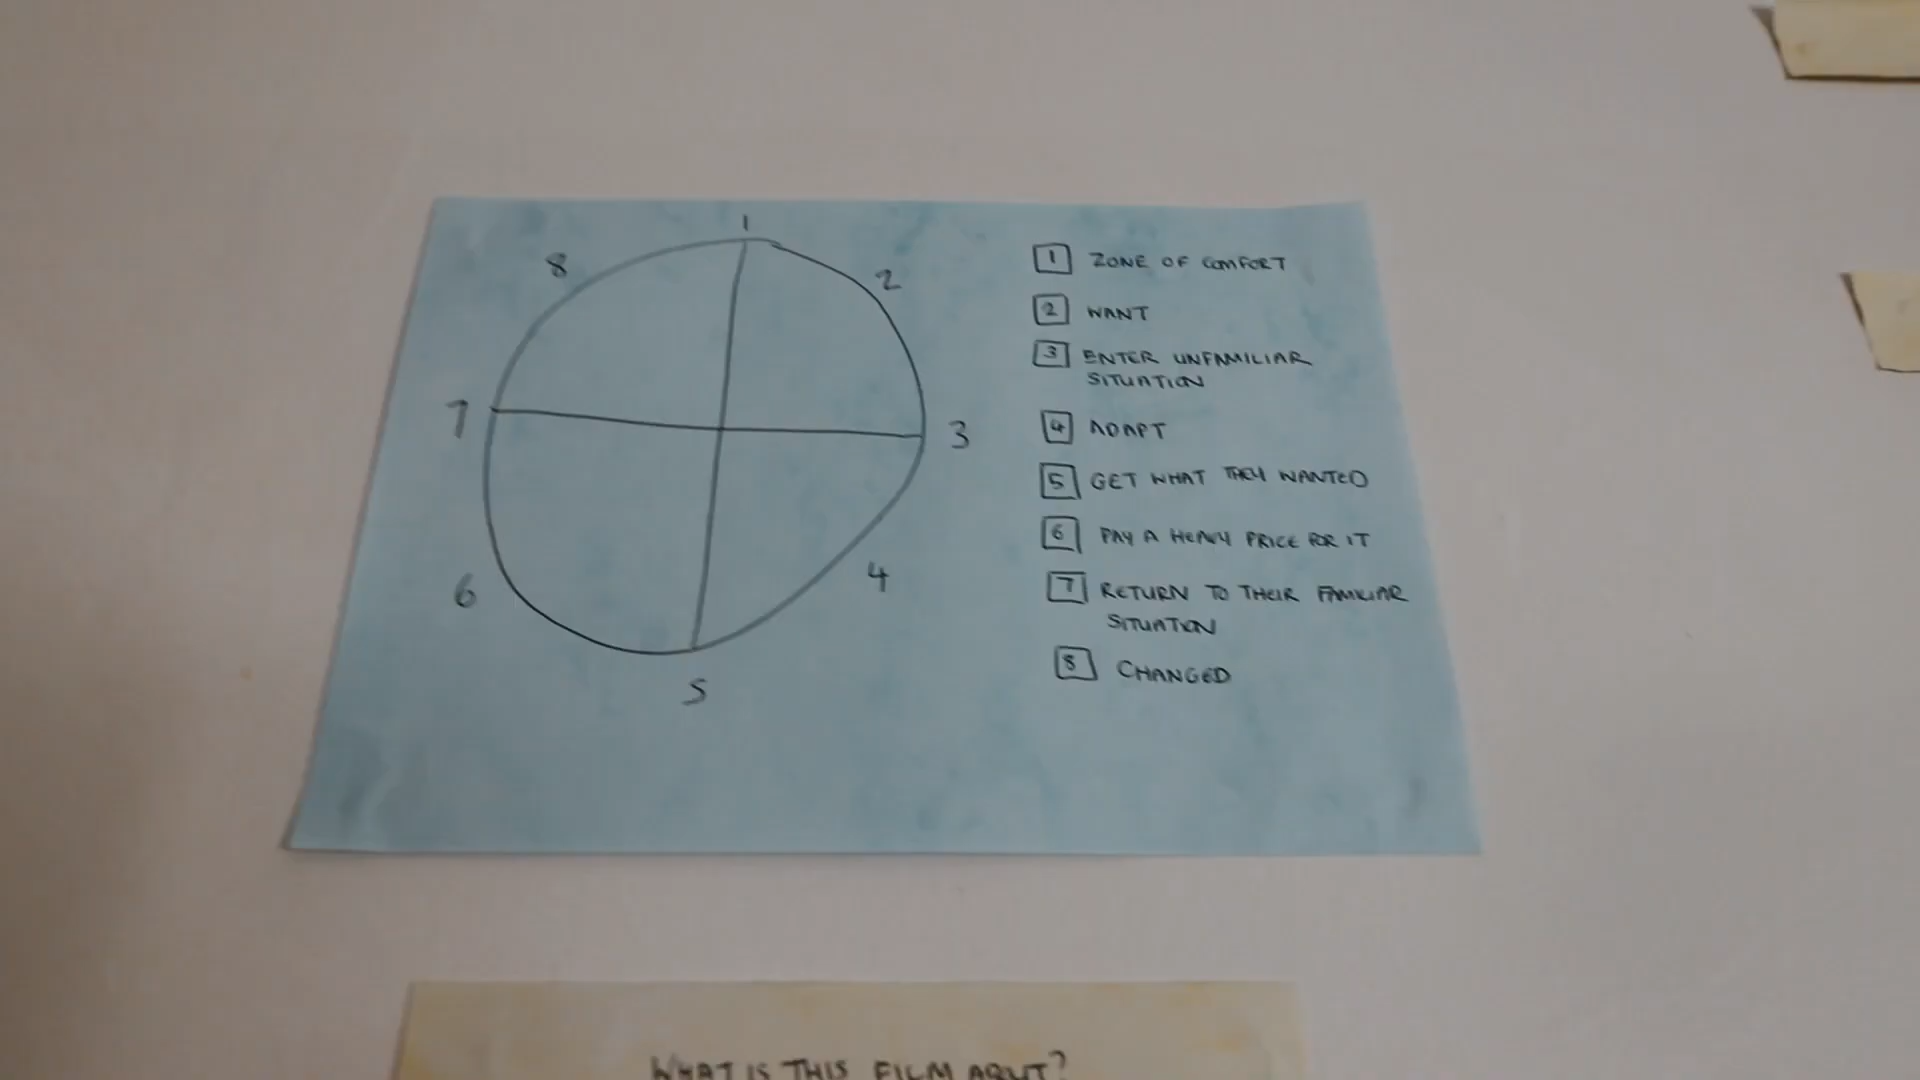 1
8
2
7
3
6
4
5
1 ZONE OF COMFORT
2 WANT
3 ENTER UNFAMILIAR
SITUATION
4 ADAPT
5 GET WHAT THEY WANTED
6 PAY A HEAVY PRICE FOR IT
7 RETURN TO THEIR FAMILIAR
SITUATION
8 CHANGED
WHAT IS THIS FILM ABOUT?